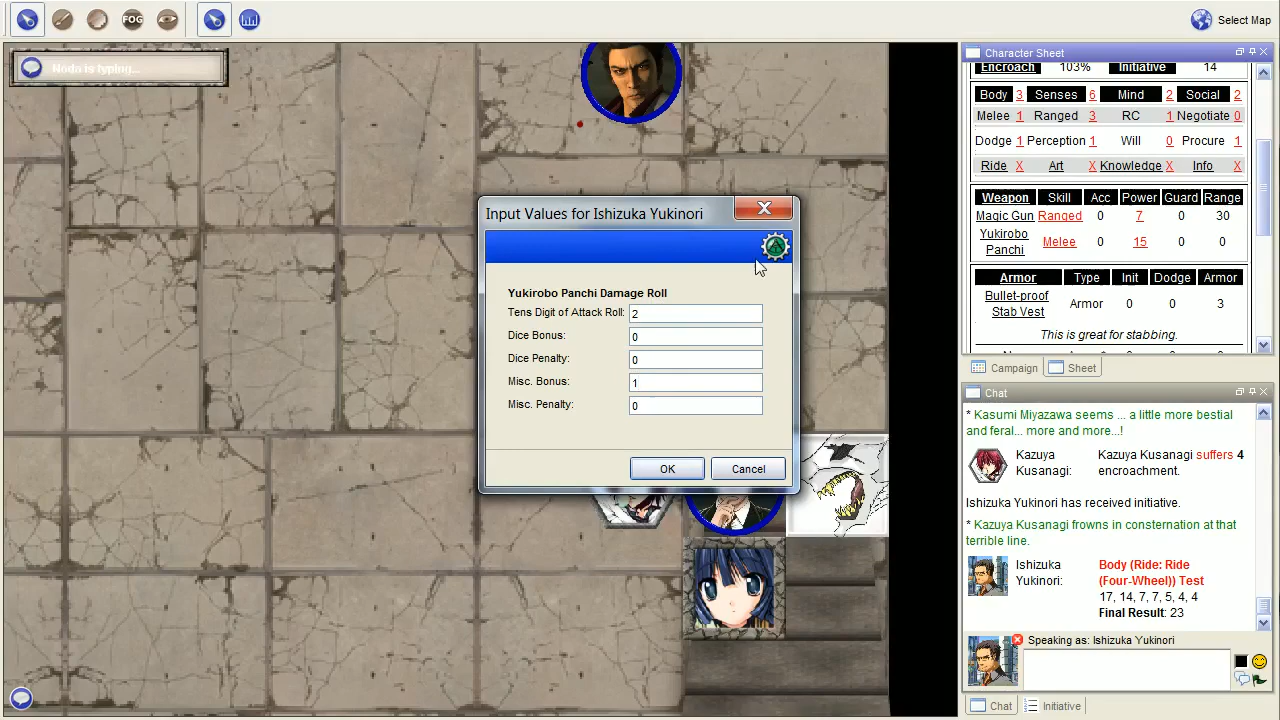 FOG
Select Map
Nodo is typing...
Character Sheet
Encroach 103% Initiative 14
Body 3 Senses 6 Mind 2 Social 2
Melee 1 Ranged 3 RC 1 Negotiate 0
Dodge 1 Perception 1 Will 0 Procure 1
Ride X Art X Knowledge X Info X
Weapon Skill Acc Power Guard Range
Magic Gun Ranged 0 7 30
Yukirobo
Panchi Melee 0 15 0 0
Armor Type Init Dodge Armor
Bullet-proof
Stab Vest Armor 0 0 3
This is great for stabbing.
Campaign Sheet
Input Values for Ishizuka Yukinori
Yukirobo Panchi Damage Roll
Tens Digit of Attack Roll: 2
Dice Bonus: 0
Dice Penalty: 0
Misc. Bonus: 1
Misc. Penalty: 0
OK Cancel
Chat
* Kasumi Miyazawa seems ... a little more bestial
and feral... more and more...!
Kazuya Kusanagi: Kazuya Kusanagi suffers 4
encroachment.
Ishizuka Yukinori has received initiative.
* Kazuya Kusanagi frowns in consternation at that
terrible line.
Ishizuka Yukinori: Body (Ride: Ride
(Four-Wheel)) Test
17, 14, 7, 7, 5, 4, 4
Final Result: 23
Speaking as: Ishizuka Yukinori
Chat Initiative